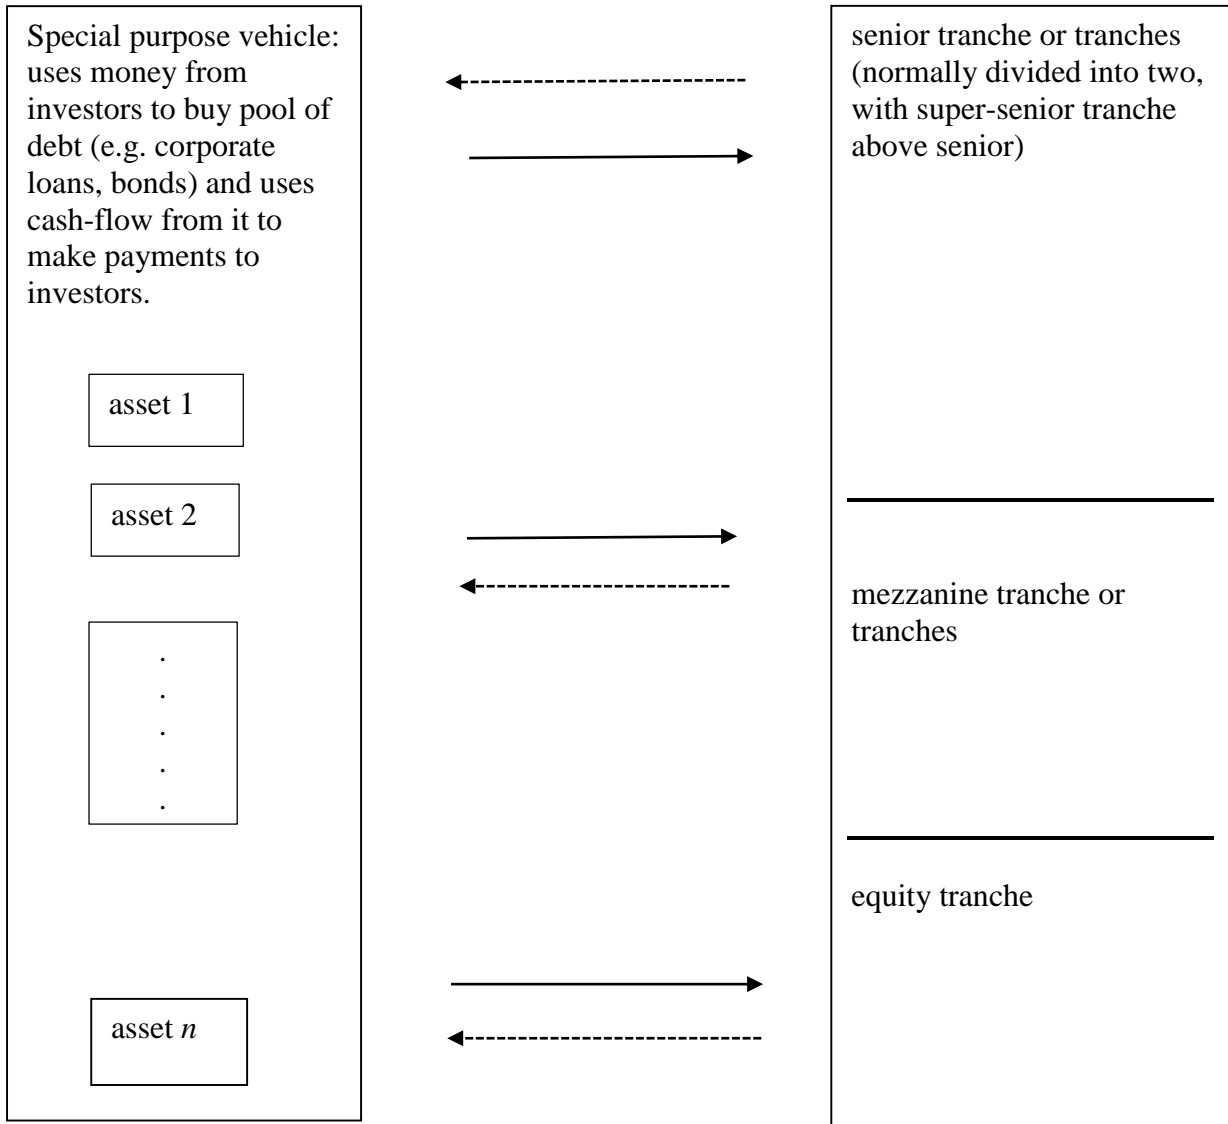 Special purpose vehicle:
uses money from
investors to buy pool of
debt (e.g. corporate
loans, bonds) and uses
cash-flow from it to
make payments to
investors.
asset 1
asset 2
.
.
.
.
.
asset n
senior tranche or tranches
(normally divided into two,
with super-senior tranche
above senior)
mezzanine tranche or
tranches
equity tranche